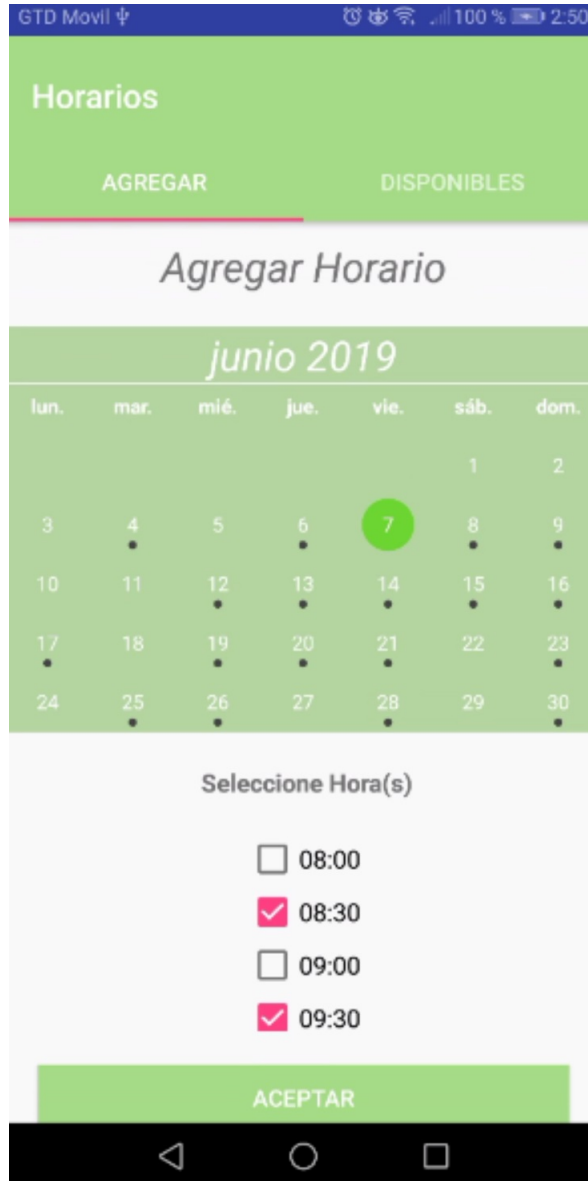 GTD Movil 100 % 2:50
Horarios
AGREGAR DISPONIBLES
Agregar Horario
junio 2019
lun. mar. mié. jue. vie. sáb. dom.
1 2
3 4 5 6 7 8 9
10 11 12 13 14 15 16
17 18 19 20 21 22 23
24 25 26 27 28 29 30
Seleccione Hora(s)
08:00
08:30
09:00
09:30
ACEPTAR